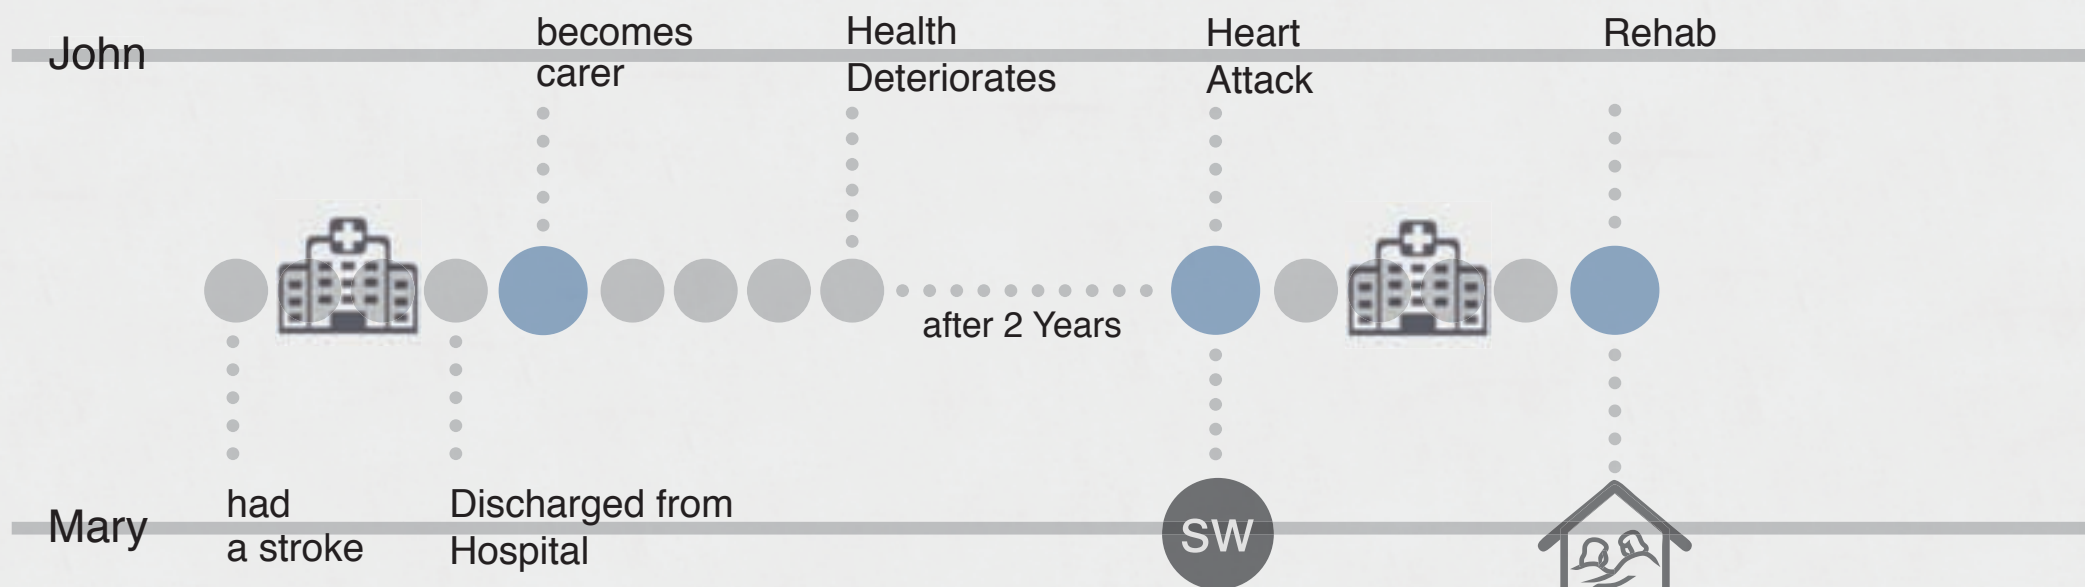 John
becomes
carer
Health
Deteriorates
Heart
Attack
Rehab
after 2 Years
Mary
had
a stroke
Discharged from
Hospital
SW